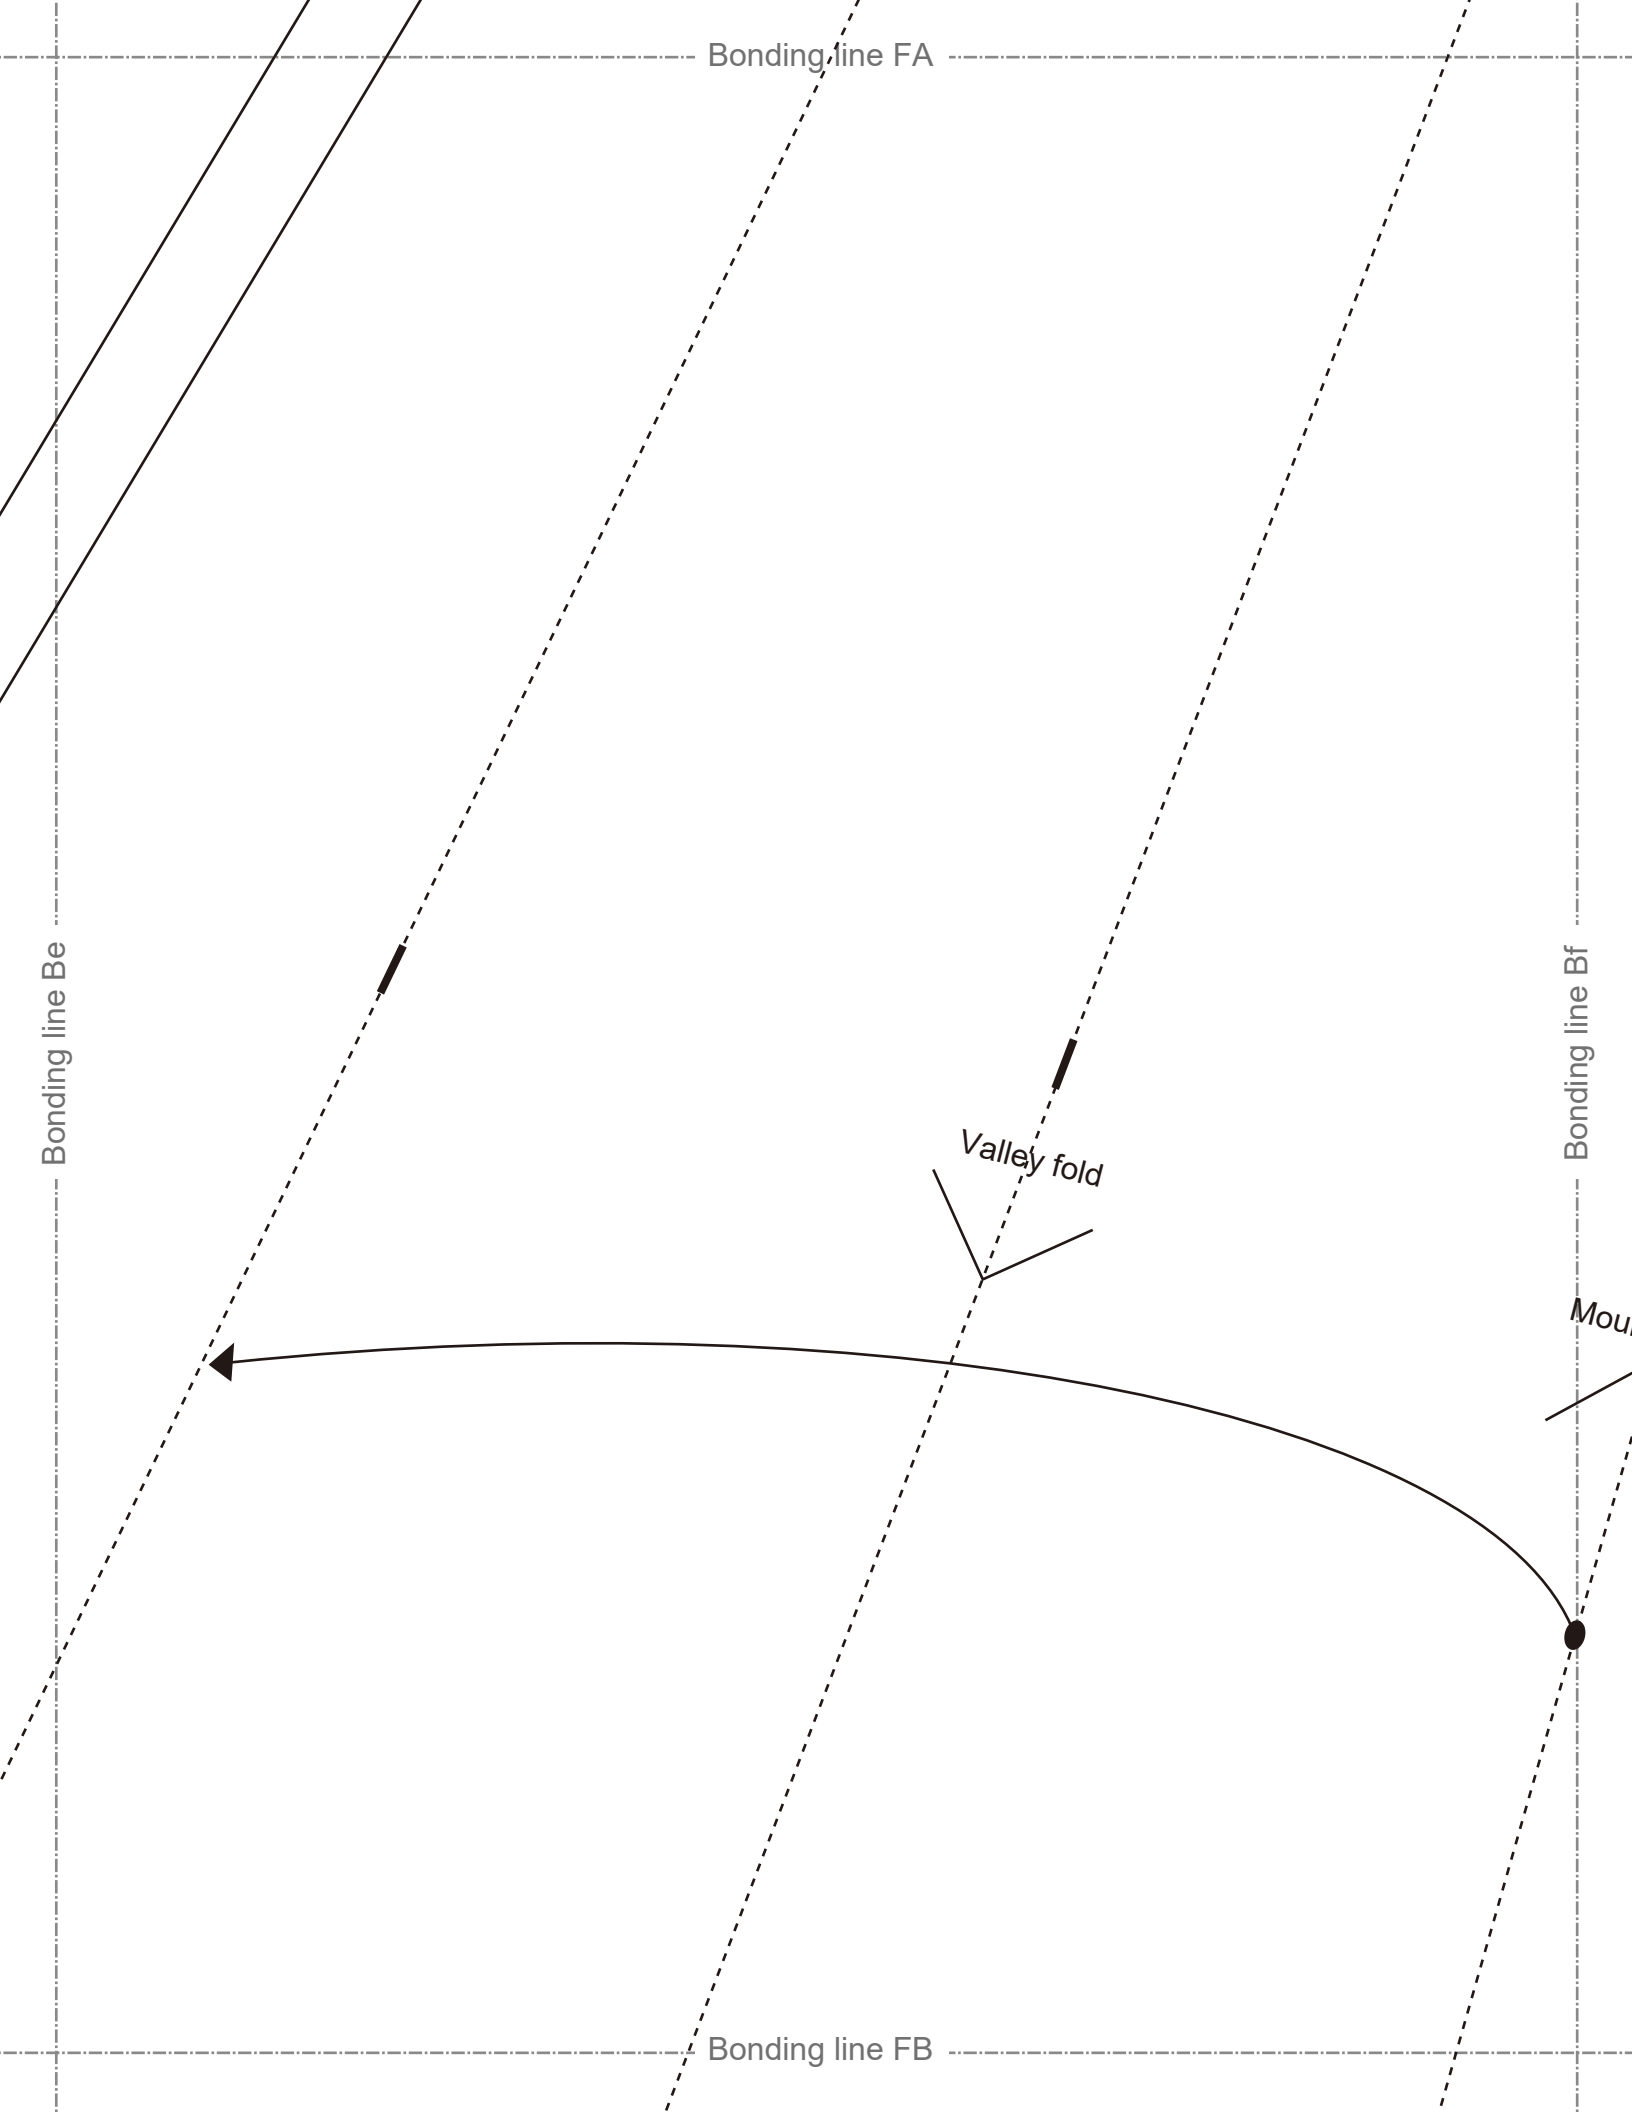 Bonding line FA
Bonding line Be
Bonding line Bf
Valley fold
Bonding line FB